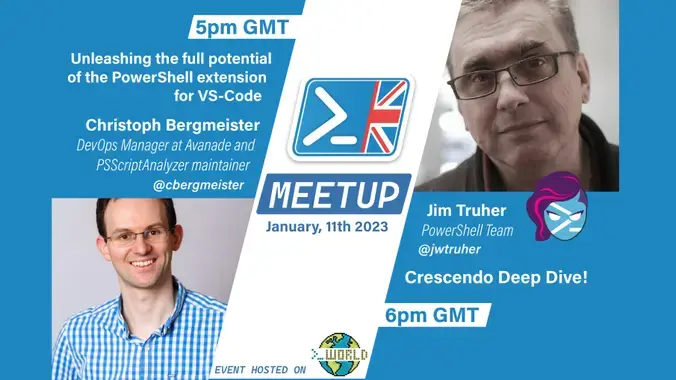 5pm GMT
Unleashing the full potential
of the PowerShell extension
for VS-Code
Christoph Bergmeister
DevOps Manager at Avanade and
PSScriptAnalyzer maintainer
@cbergmeister
MEETUP
January, 11th 2023
Jim Truher
PowerShell Team
@jwtruher
Crescendo Deep Dive!
6pm GMT
EVENT HOSTED ON
>_WORLD